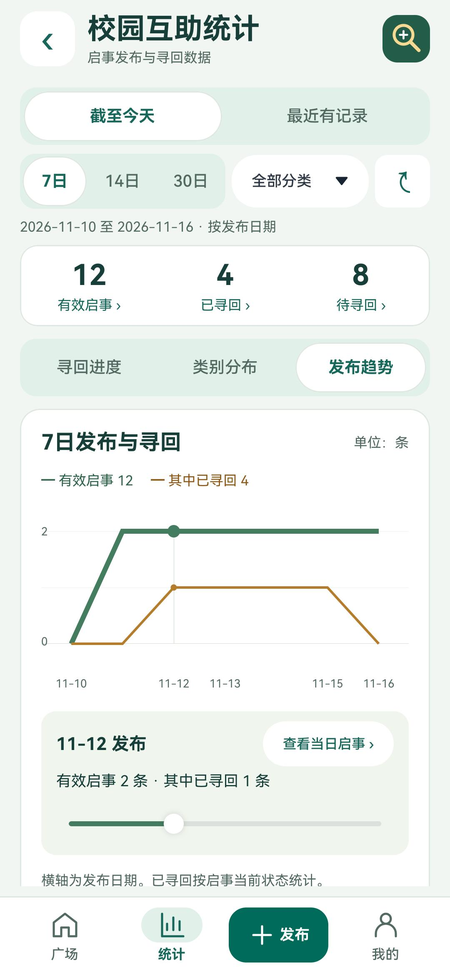 校园互助统计
启事发布与寻回数据
截至今天 最近有记录
7日 14日 30日 全部分类
2026-11-10 至 2026-11-16 · 按发布日期
12 4 8
有效启事 › 已寻回 › 待寻回 ›
寻回进度 类别分布 发布趋势
7日发布与寻回 单位：条
有效启事 12 其中已寻回 4
2
0
11-10 11-12 11-13 11-15 11-16
11-12 发布 查看当日启事 ›
有效启事 2 条 · 其中已寻回 1 条
横轴为发布日期。已寻回按启事当前状态统计。
广场 统计 发布 我的